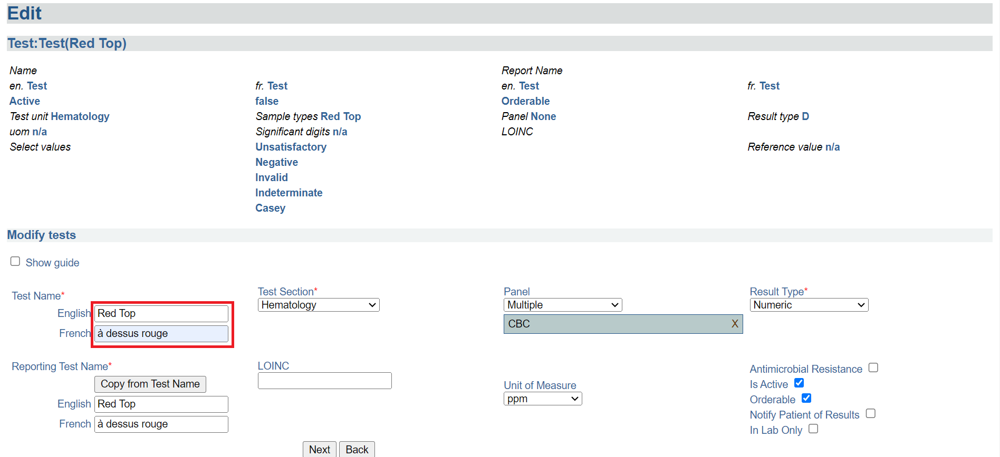 Edit
Test:Test(Red Top)
Name Report Name
en. Test fr. Test en. Test fr. Test
Active false Orderable
Test unit Hematology Sample types Red Top Panel None Result type D
uom n/a Significant digits n/a LOINC
Select values Unsatisfactory Reference value n/a
Negative
Invalid
Indeterminate
Casey
Modify tests
Show guide
Test Name* Test Section* Panel Result Type*
English Red Top Hematology Multiple Numeric
French à dessus rouge CBC X
Reporting Test Name* LOINC Antimicrobial Resistance
Copy from Test Name Unit of Measure Is Active
English Red Top ppm Orderable
French à dessus rouge Notify Patient of Results
In Lab Only
Next Back